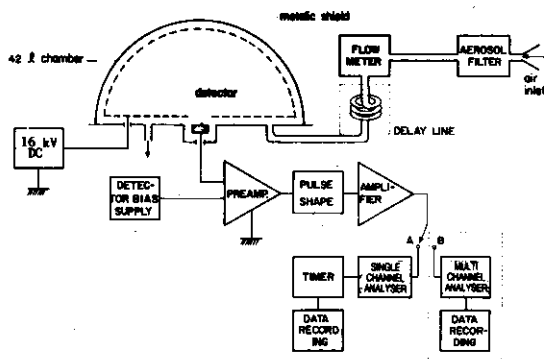 metallic shield
42 ℓ chamber
detector
FLOW
METER
AEROSOL
FILTER
air
inlet
DELAY LINE
16 kV
DC
DETEC-
TOR BIAS
SUPPLY
PREAMP.
PULSE
SHAPE
AMPLI-
FIER
A
B
TIMER
SINGLE
CHANNEL
ANALYSER
MULTI
CHANNEL
ANALYSER
DATA
RECORD
ING
DATA
RECOR-
DING